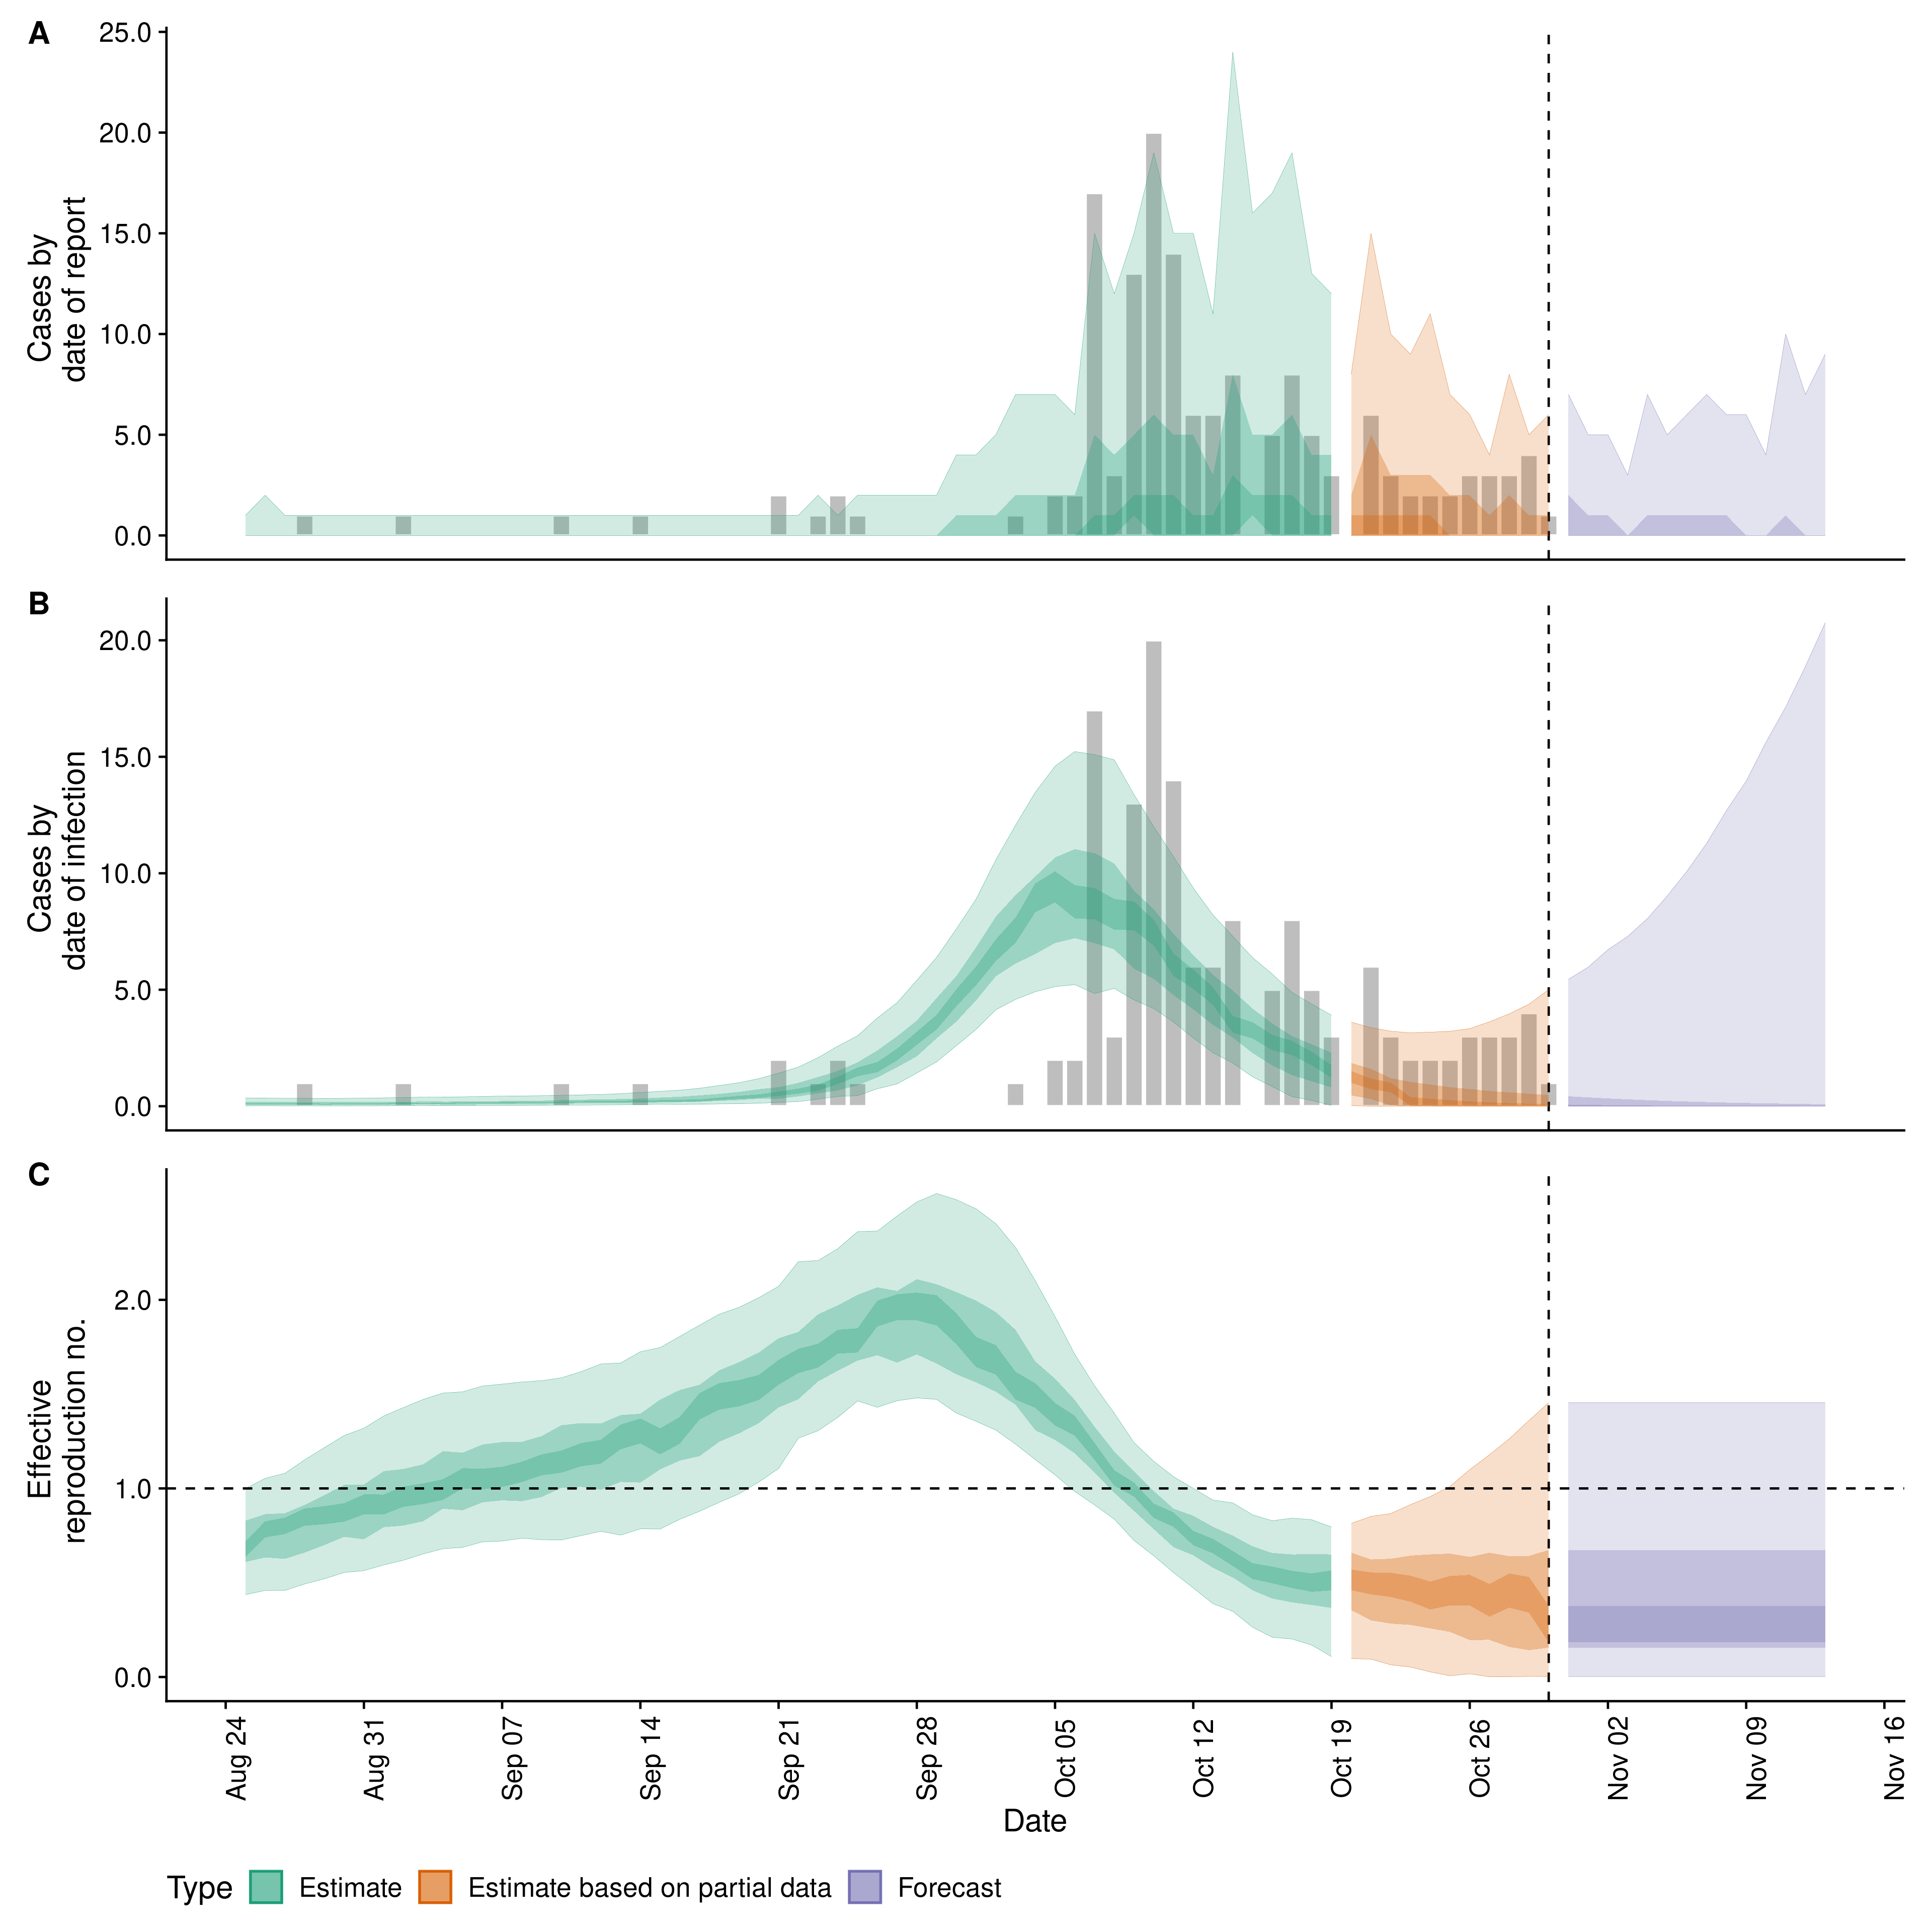 A
25.0
20.0
15.0
10.0
5.0
0.0
Cases by
date of report
B
20.0
15.0
10.0
5.0
0.0
Cases by
date of infection
C
2.0
1.0
0.0
Effective
reproduction no.
Aug 24
Aug 31
Sep 07
Sep 14
Sep 21
Sep 28
Oct 05
Oct 12
Oct 19
Oct 26
Nov 02
Nov 09
Nov 16
Date
Type Estimate Estimate based on partial data Forecast